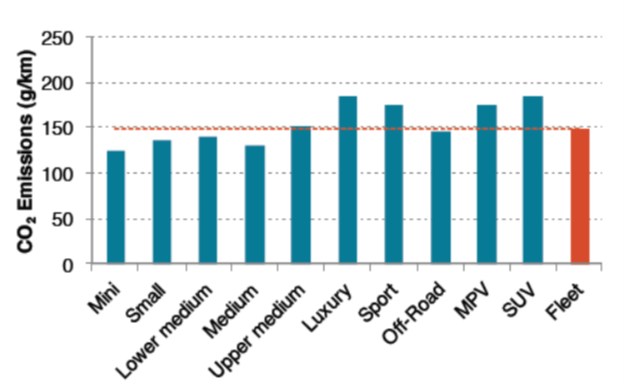 CO₂ Emissions (g/km)
250
200
150
100
50
0
Mini
Small
Lower medium
Medium
Upper medium
Luxury
Sport
Off-Road
MPV
SUV
Fleet